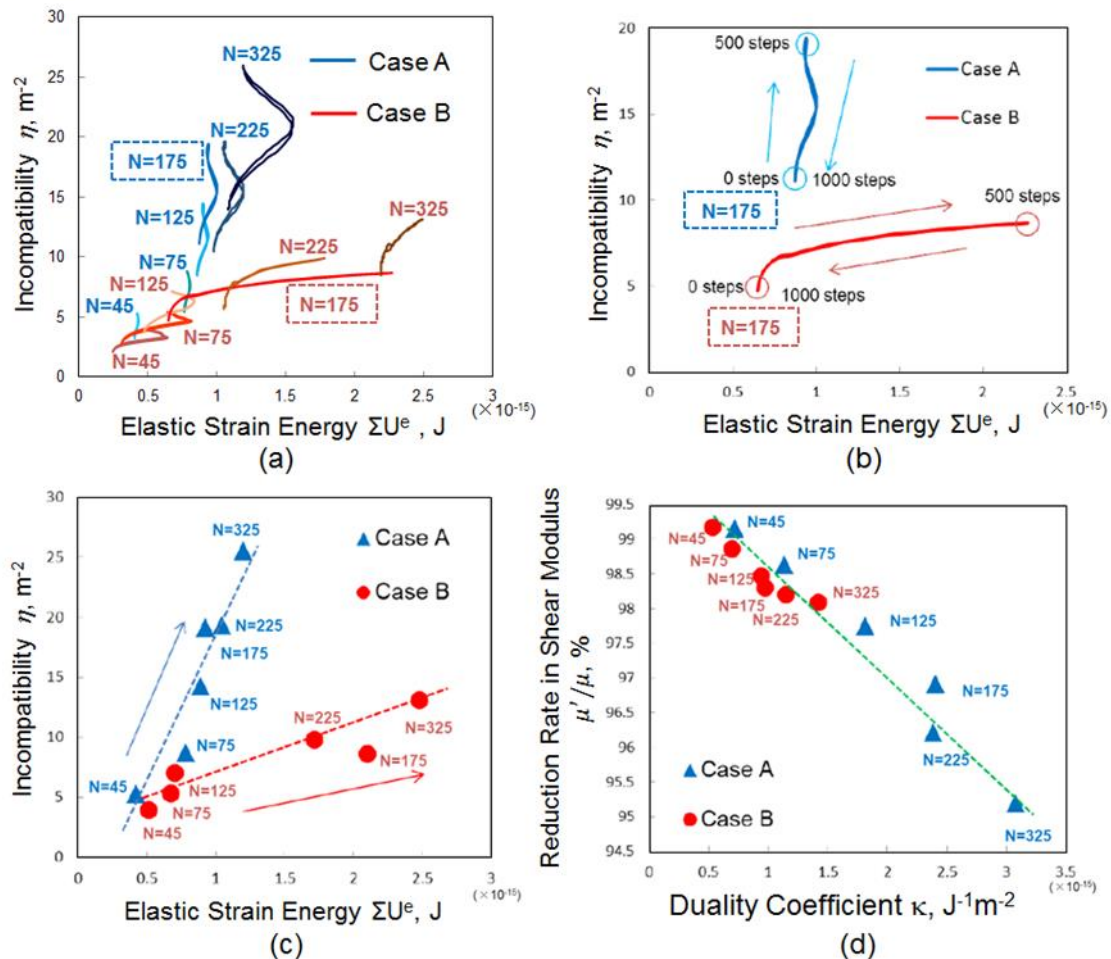 30
25
20
15
10
5
0
Incompatibility η, m-2
N=325
Case A
Case B
N=225
N=175
N=125
N=325
N=75
N=225
N=125
N=45
N=175
N=75
N=45
0 0.5 1 1.5 2 2.5 3
(×10-15)
Elastic Strain Energy ΣUe , J
(a)
20
15
10
5
0
Incompatibility η, m-2
500 steps
Case A
Case B
0 steps
1000 steps
N=175
500 steps
0 steps
1000 steps
N=175
0 0.5 1 1.5 2 2.5
(×10-15)
Elastic Strain Energy ΣUe, J
(b)
30
25
20
15
10
5
0
Incompatibility η, m-2
N=325
Case A
Case B
N=225
N=175
N=125
N=225
N=75
N=325
N=45
N=175
N=125
N=75
N=45
0 0.5 1 1.5 2 2.5 3
(×10-15)
Elastic Strain Energy ΣUe, J
(c)
99.5
99
98.5
98
97.5
97
96.5
96
95.5
95
94.5
Reduction Rate in Shear Modulus
μ'/μ, %
N=45
N=45
N=75
N=75
N=125
N=325
N=175
N=225
N=125
N=175
N=225
Case A
Case B
N=325
0 0.5 1 1.5 2 2.5 3 3.5
(×10-15)
Duality Coefficient κ, J-1m-2
(d)